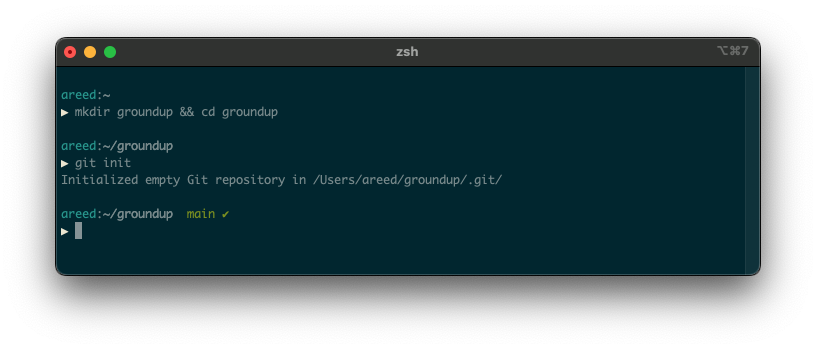 zsh
⌥⌘7
areed:~
▶ mkdir groundup && cd groundup
areed:~/groundup
▶ git init
Initialized empty Git repository in /Users/areed/groundup/.git/
areed:~/groundup  main ✔
▶